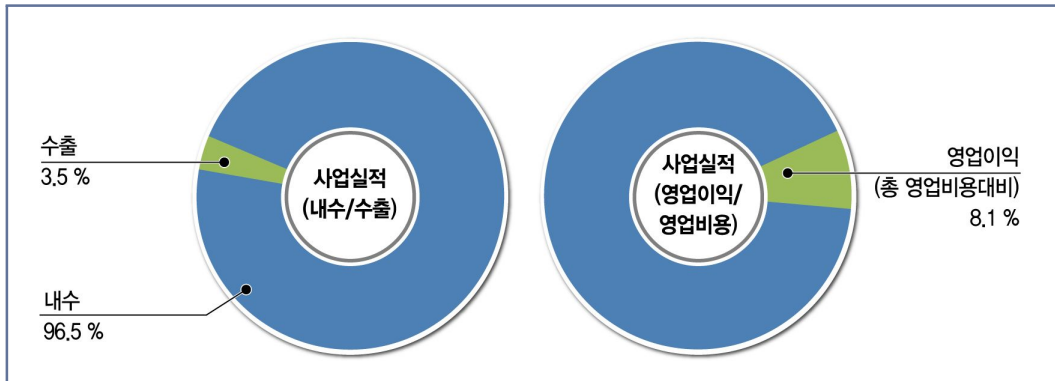 수출
3.5 %
내수
96.5 %
사업실적
(내수/수출)
사업실적
(영업이익/
영업비용)
영업이익
(총 영업비용대비)
8.1 %